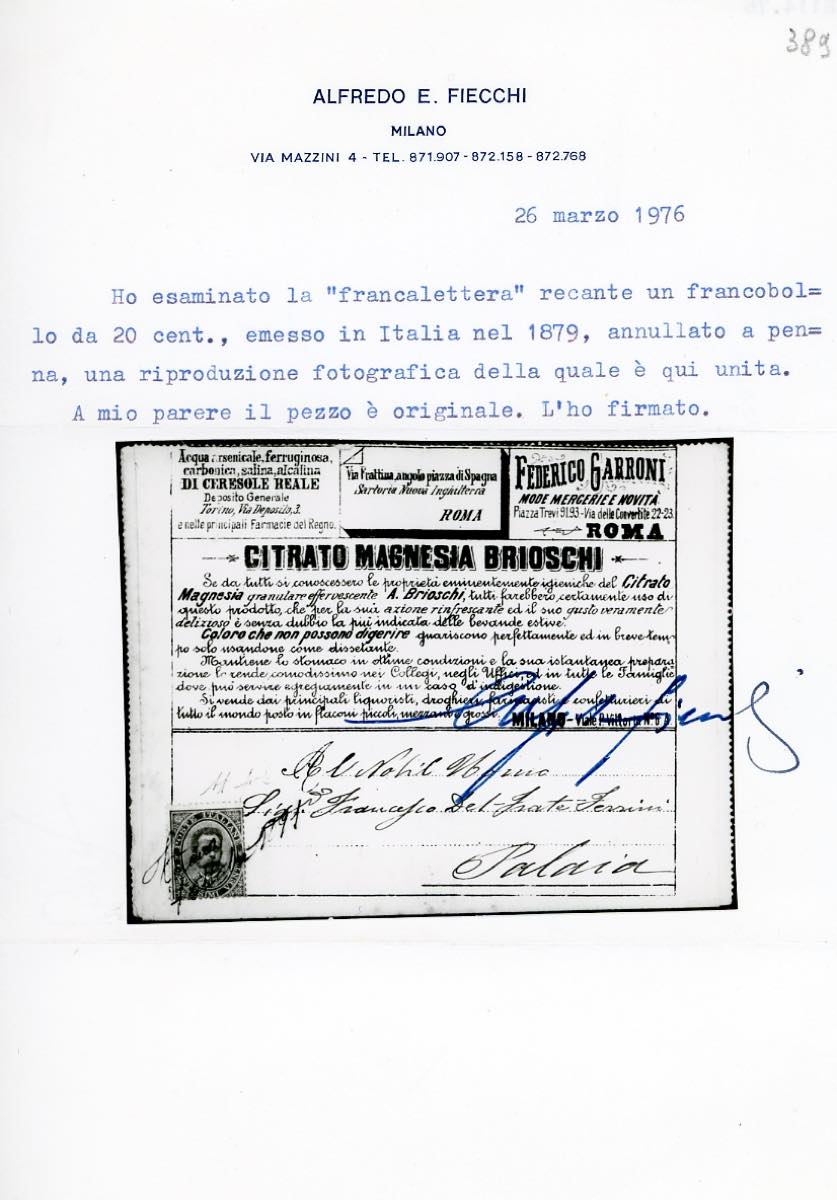 389
ALFREDO E. FIECCHI
MILANO
VIA MAZZINI 4 - TEL. 871.907 - 872.158 - 872.768
26 marzo 1976
Ho esaminato la "francalettera" recante un francobol=
lo da 20 cent., emesso in Italia nel 1879, annullato a pen=
na, una riproduzione fotografica della quale è qui unita.
A mio parere il pezzo è originale. L'ho firmato.
Acqua arsenicale, ferruginosa,
carbonica, salina, alcalina
DI CERESOLE REALE
Deposito Generale
Torino, Via Deposito, 3.
e nelle principali Farmacie del Regno.
Via Frattina, angolo piazza di Spagna
Sartoria Nuova Inghilterra
ROMA
FEDERICO GARRONI
MODE MERCERIE E NOVITÀ
Piazza Trevi 91.93 - Via delle Convertite 22-23
ROMA
CITRATO MAGNESIA BRIOSCHI
Se da tutti si conoscessero le proprietà eminentemente igieniche del Citrato
Magnesia granulare effervescente A. Brioschi, tutti farebbero certamente uso di
questo prodotto, che per la sua azione rinfrescante ed il suo gusto veramente
delizioso è senza dubbio la più indicata delle bevande estive.
Coloro che non possono digerire guariscono perfettamente ed in breve tem
po solo usandone come dissetante.
Mantiene lo stomaco in ottime condizioni e la sua istantanea prepara
zione lo rende comodissimo nei Collegi, negli Uffici, ed in tutte le Famiglie
dove può servire egregiamente in un caso d'indigestione.
Si vende dai principali liquoristi, droghieri, farmacisti e confetturieri di
tutto il mondo posto in flaconi piccoli, mezzani e grossi. MILANO - Viale P. Vittoria N°6
Al Nobil Uomo
Sigr. Francesco Del-Frate-Ferrini
Palaia
POSTE ITALIANE